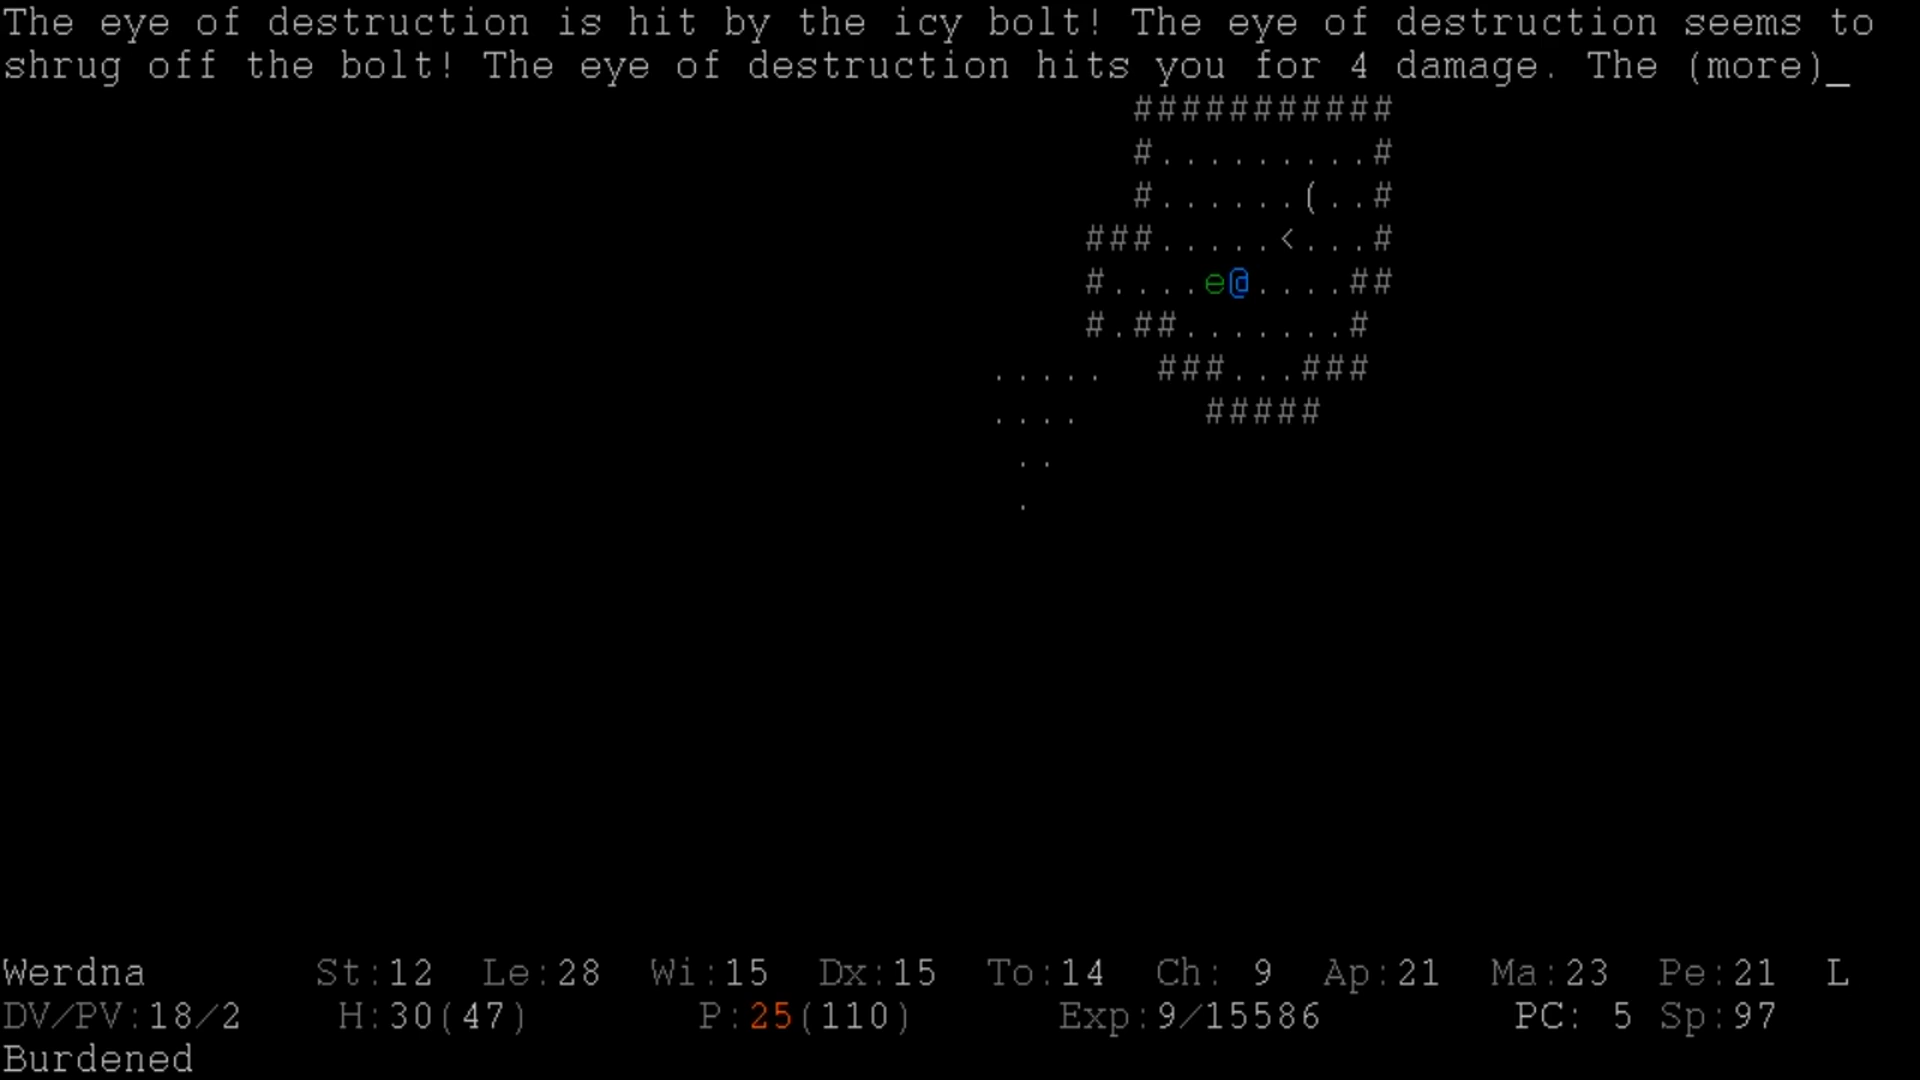 The eye of destruction is hit by the icy bolt! The eye of destruction seems to
shrug off the bolt! The eye of destruction hits you for 4 damage. The (more)_
###########
#.........#
#......(..#
###.....<...#
#....e@....##
#.##.......#
..... ###...###
.... #####
..
.
Werdna St:12 Le:28 Wi:15 Dx:15 To:14 Ch: 9 Ap:21 Ma:23 Pe:21 L
DV/PV:18/2 H:30(47) P:25(110) Exp:9/15586 PC: 5 Sp:97
Burdened